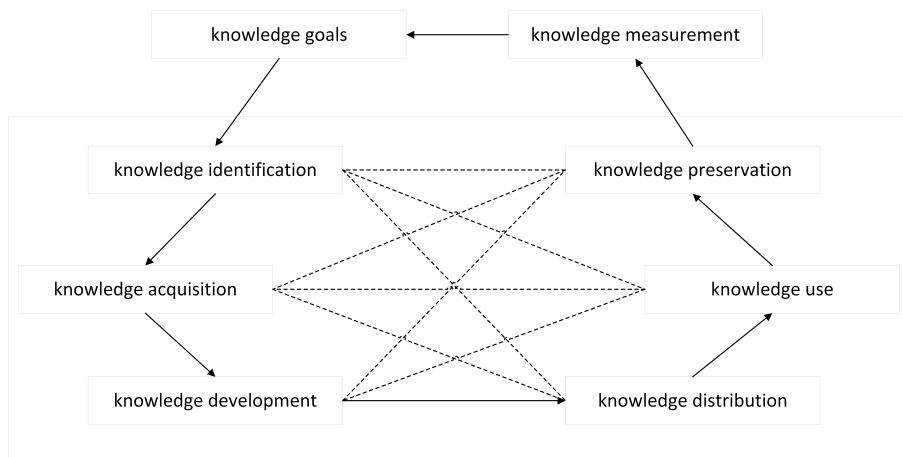 knowledge goals
knowledge measurement
knowledge identification
knowledge preservation
knowledge acquisition
knowledge use
knowledge development
knowledge distribution